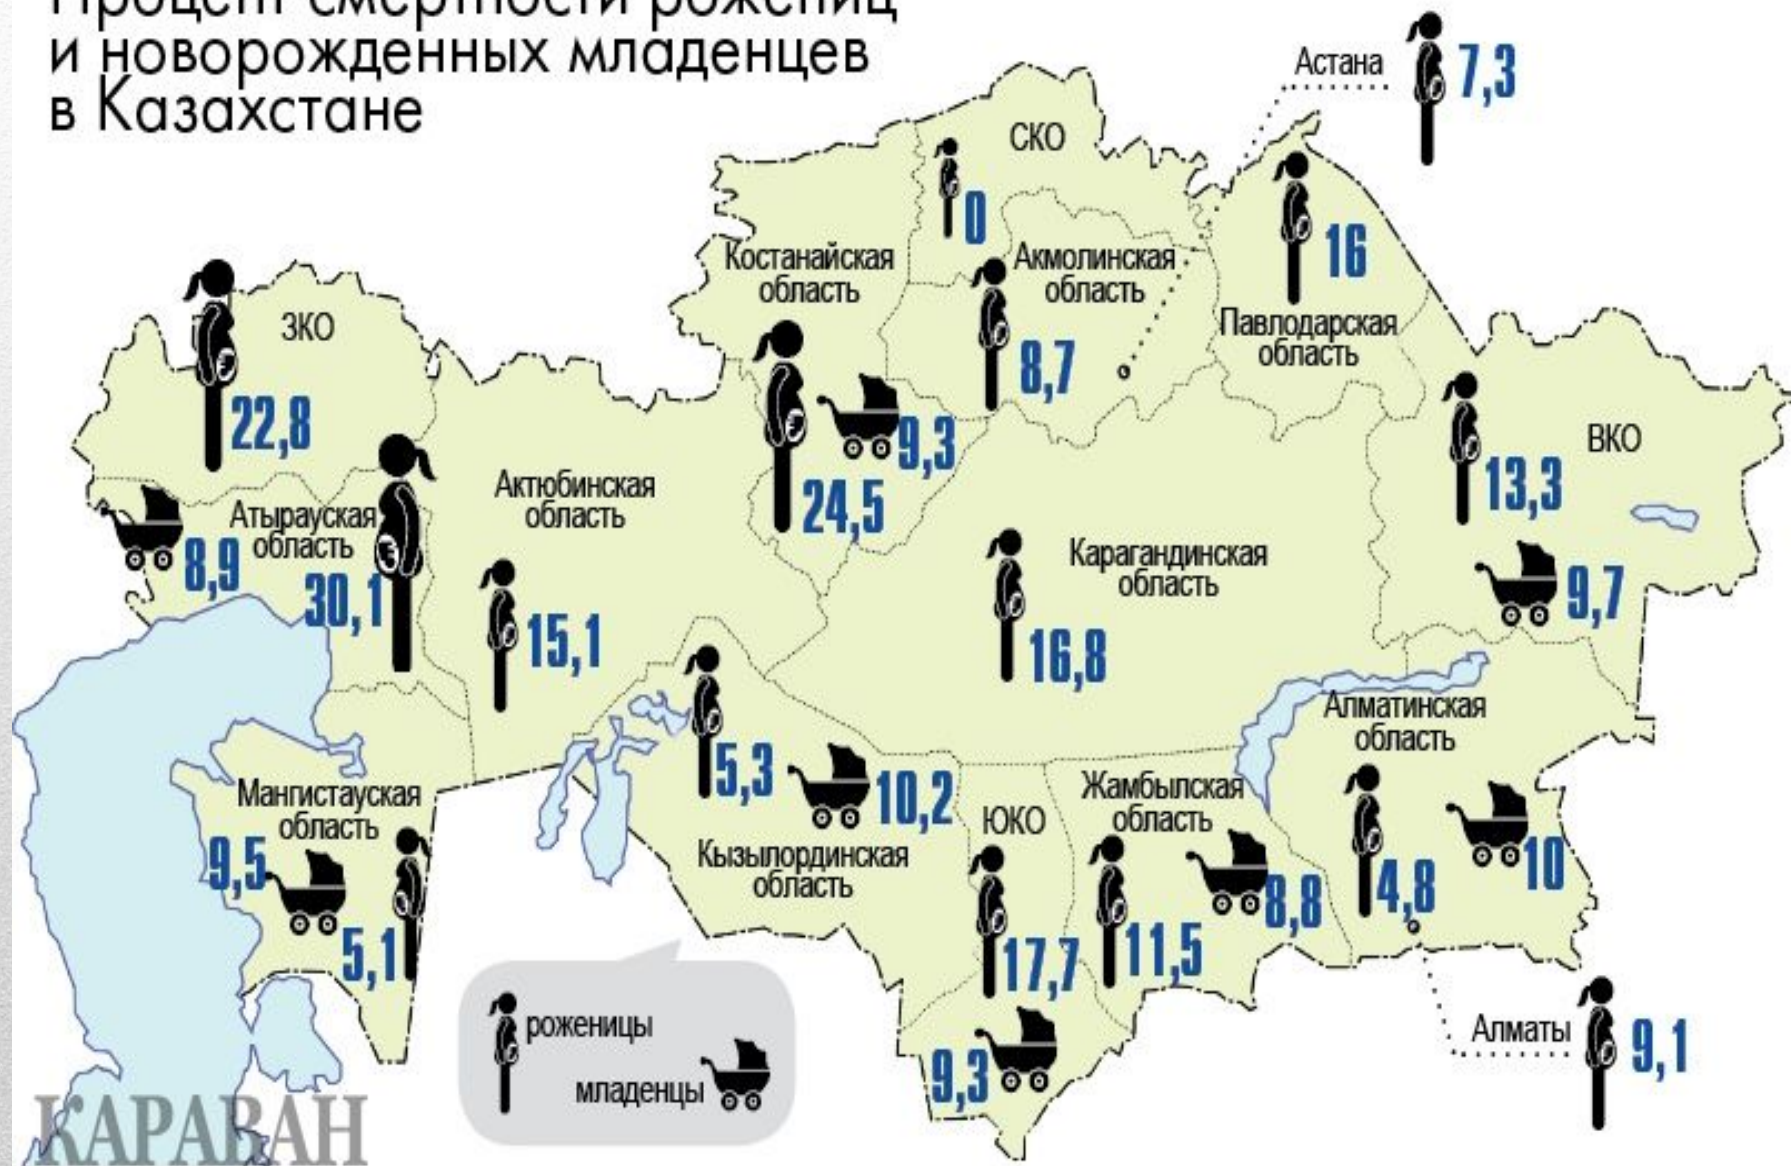 Процент смертности рожениц
и новорожденных младенцев
в Казахстане
Астана
7,3
СКО
0
Костанайская
область
9,3
24,5
Акмолинская
область
8,7
16
Павлодарская
область
ЗКО
22,8
ВКО
13,3
9,7
Атырауская
область
8,9
30,1
Актюбинская
область
15,1
Карагандинская
область
16,8
Алматинская
область
4,8
10
Мангистауская
область
9,5
5,1
5,3
10,2
Кызылординская
область
ЮКО
17,7
9,3
Жамбылская
область
11,5
8,8
роженицы
младенцы
Алматы
9,1
КАРАВАН